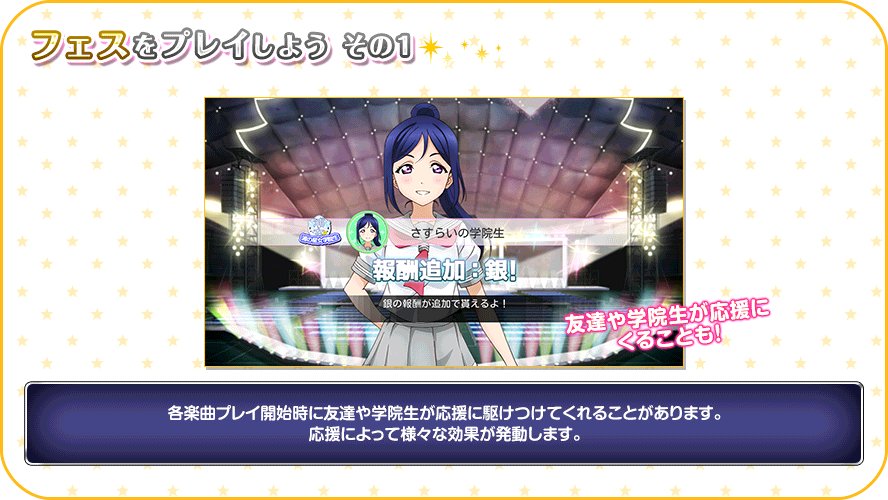 フェスをプレイしよう その1
さすらいの学院生
報酬追加：銀!
銀の報酬が追加で貰えるよ！
友達や学院生が応援に
くることも!
各楽曲プレイ開始時に友達や学院生が応援に駆けつけてくれることがあります。
応援によって様々な効果が発動します。